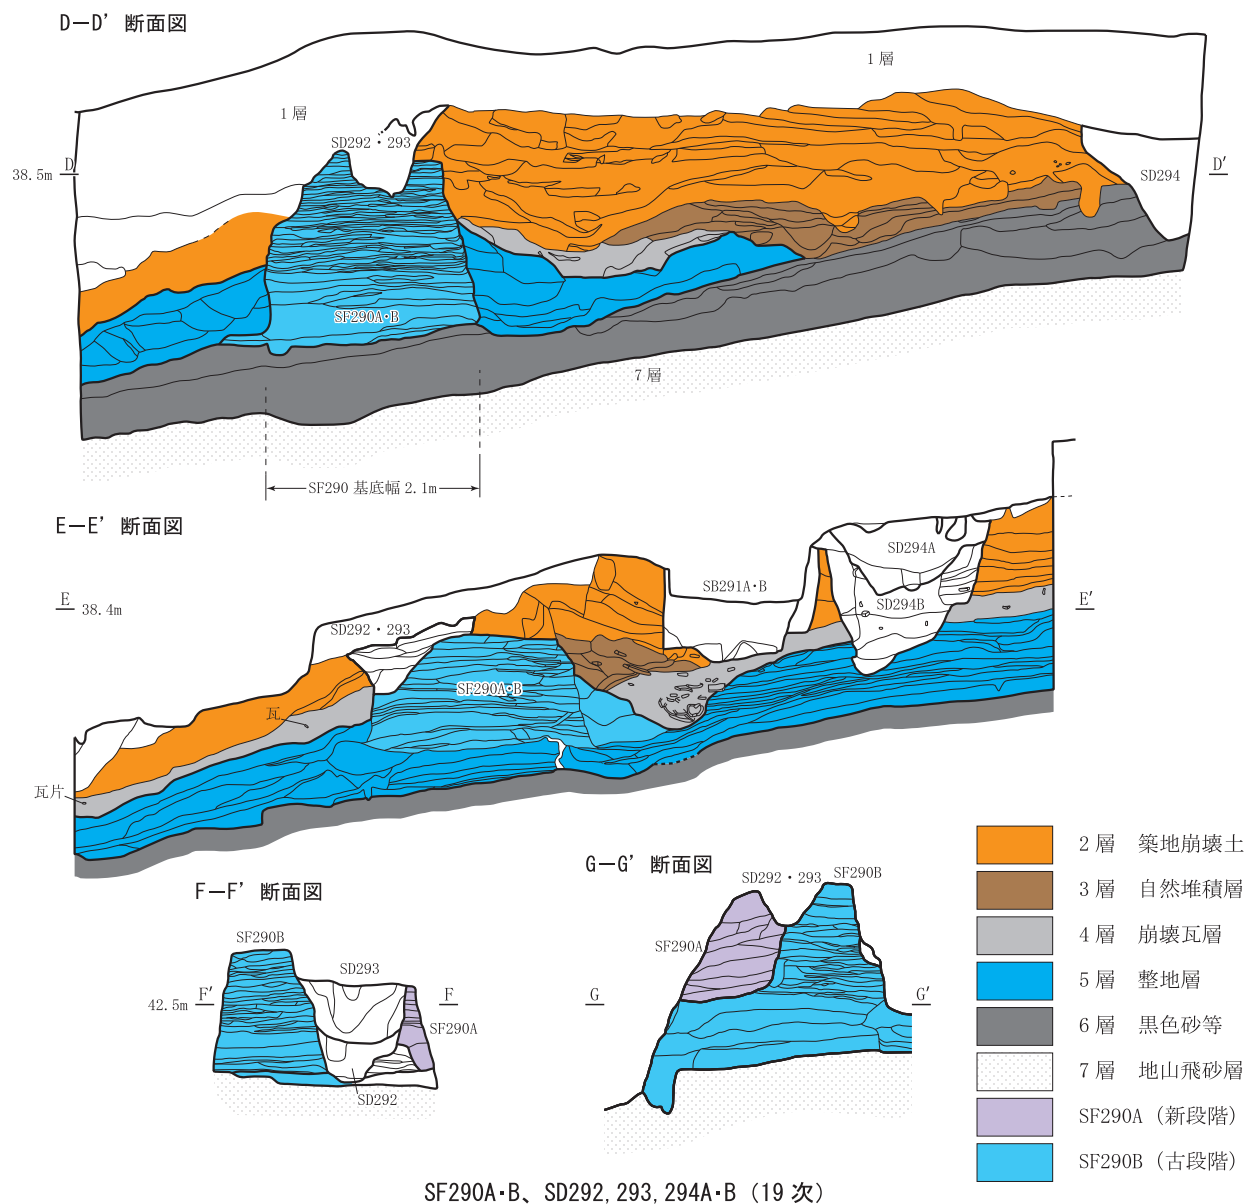 D－D’ 断面図
1層
1層
SD292・293
D
38.5m
D′
SD294
SF290A・B
7層
SF290 基底幅 2.1m
E－E’ 断面図
SD294A
SB291A・B
SD294B
E
38.4m
E′
SD292・293
SF290A・B
瓦
瓦片
2層　築地崩壊土
3層　自然堆積層
4層　崩壊瓦層
5層　整地層
6層　黒色砂等
7層　地山飛砂層
SF290A（新段階）
SF290B（古段階）
F－F’ 断面図
SF290B
SD293
42.5m
F′
F
SF290A
SD292
G－G’ 断面図
SD292・293
SF290B
SF290A
G
G′
SF290A・B、SD292, 293, 294A・B（19次）